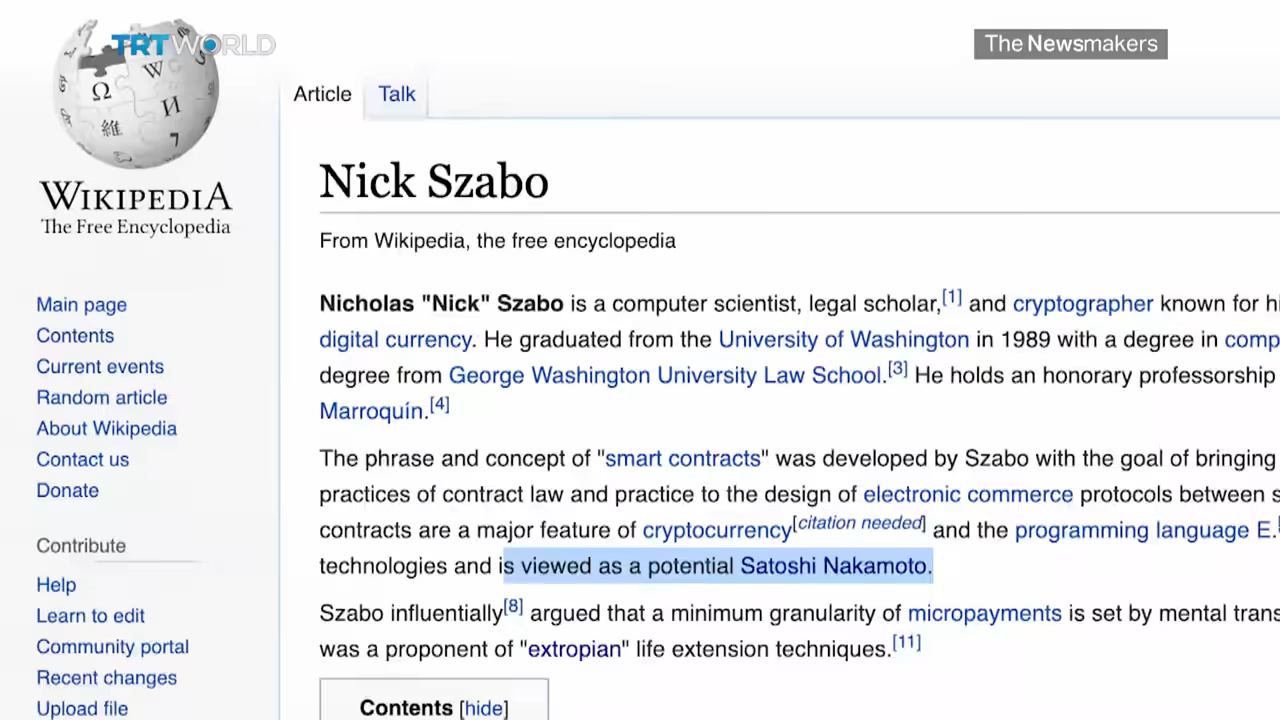 TRT WORLD
The Newsmakers
Ω W И 維 7
WIKIPEDIA
The Free Encyclopedia
Main page
Contents
Current events
Random article
About Wikipedia
Contact us
Donate
Contribute
Help
Learn to edit
Community portal
Recent changes
Upload file
Article Talk
Nick Szabo
From Wikipedia, the free encyclopedia
Nicholas "Nick" Szabo is a computer scientist, legal scholar,[1] and cryptographer known for hi
digital currency. He graduated from the University of Washington in 1989 with a degree in comp
degree from George Washington University Law School.[3] He holds an honorary professorship
Marroquín.[4]
The phrase and concept of "smart contracts" was developed by Szabo with the goal of bringing
practices of contract law and practice to the design of electronic commerce protocols between s
contracts are a major feature of cryptocurrency[citation needed] and the programming language E.[
technologies and is viewed as a potential Satoshi Nakamoto.
Szabo influentially[8] argued that a minimum granularity of micropayments is set by mental trans
was a proponent of "extropian" life extension techniques.[11]
Contents [hide]